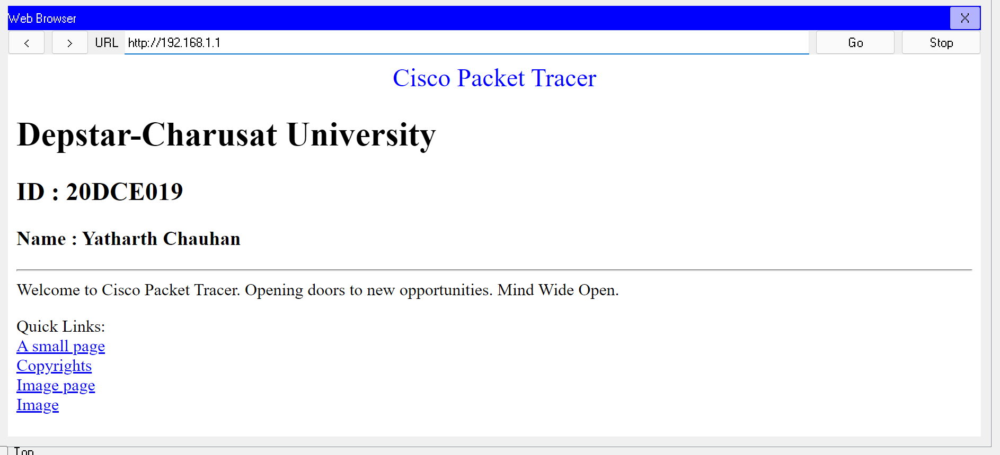 Web Browser X
< > URL http://192.168.1.1 Go Stop
Cisco Packet Tracer
Depstar-Charusat University
ID : 20DCE019
Name : Yatharth Chauhan
Welcome to Cisco Packet Tracer. Opening doors to new opportunities. Mind Wide Open.
Quick Links:
A small page
Copyrights
Image page
Image
Top